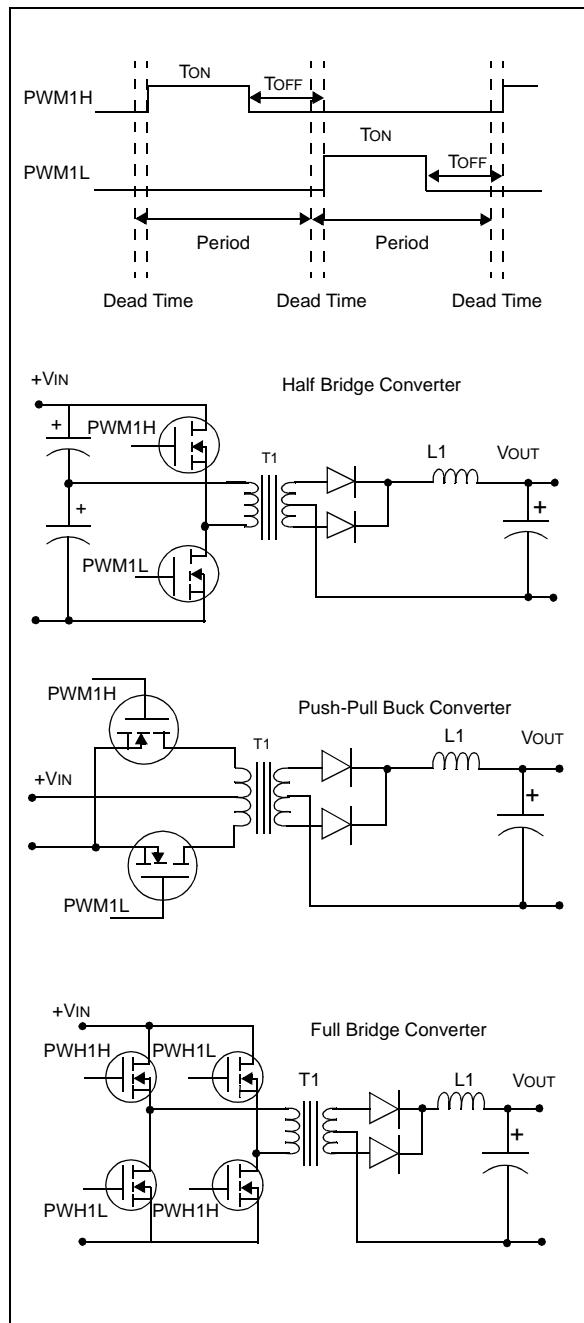 TON
PWM1H
TOFF
TON
PWM1L
TOFF
Period Period
Dead Time Dead Time Dead Time
+VIN
Half Bridge Converter
+
PWM1H
T1
L1
VOUT
+
+
PWM1L
PWM1H
Push-Pull Buck Converter
T1
L1
VOUT
+VIN
+
PWM1L
+VIN
Full Bridge Converter
PWH1H PWH1L
T1
L1
VOUT
+
PWH1L PWH1H